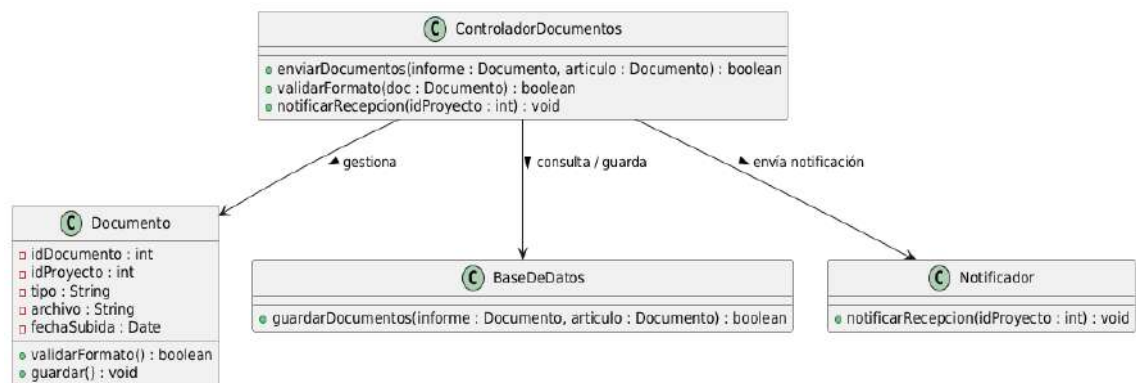 C ControladorDocumentos
enviarDocumentos(informe : Documento, articulo : Documento) : boolean
validarFormato(doc : Documento) : boolean
notificarRecepcion(idProyecto : int) : void
gestiona
consulta / guarda
envía notificación
C Documento
idDocumento : int
idProyecto : int
tipo : String
archivo : String
fechaSubida : Date
validarFormato() : boolean
guardar() : void
C BaseDeDatos
guardarDocumentos(informe : Documento, articulo : Documento) : boolean
C Notificador
notificarRecepcion(idProyecto : int) : void